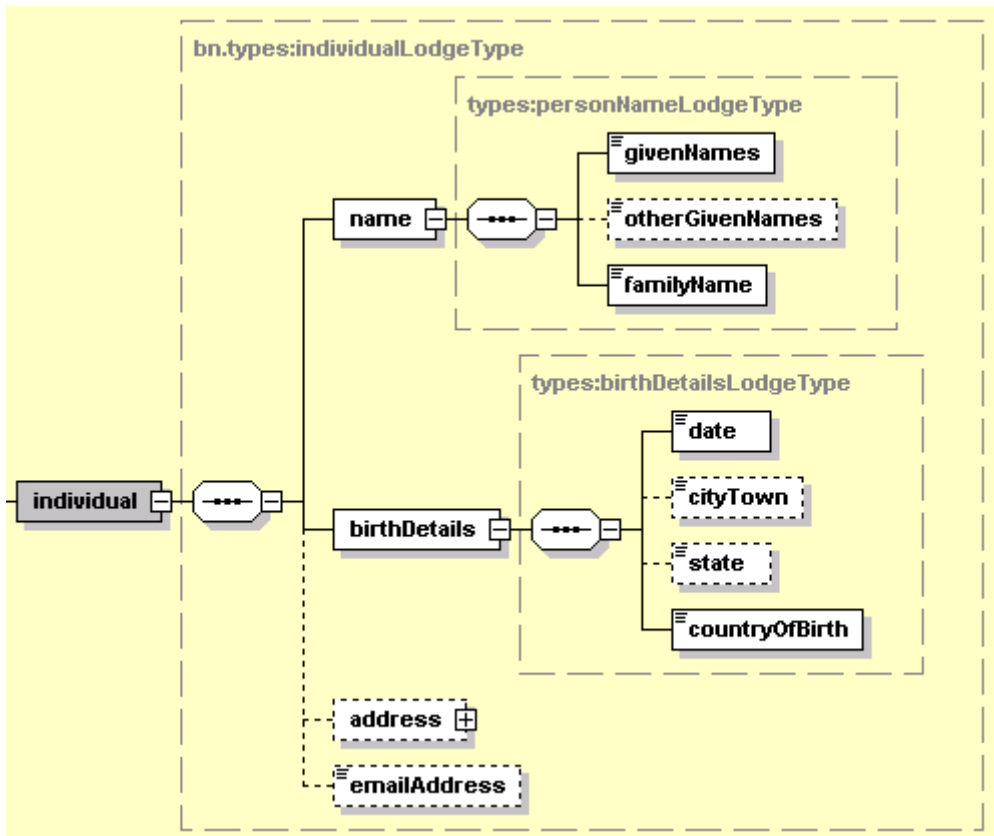 bn.types:individualLodgeType
types:personNameLodgeType
givenNames
name
otherGivenNames
familyName
types:birthDetailsLodgeType
date
individual
cityTown
birthDetails
state
countryOfBirth
address
emailAddress